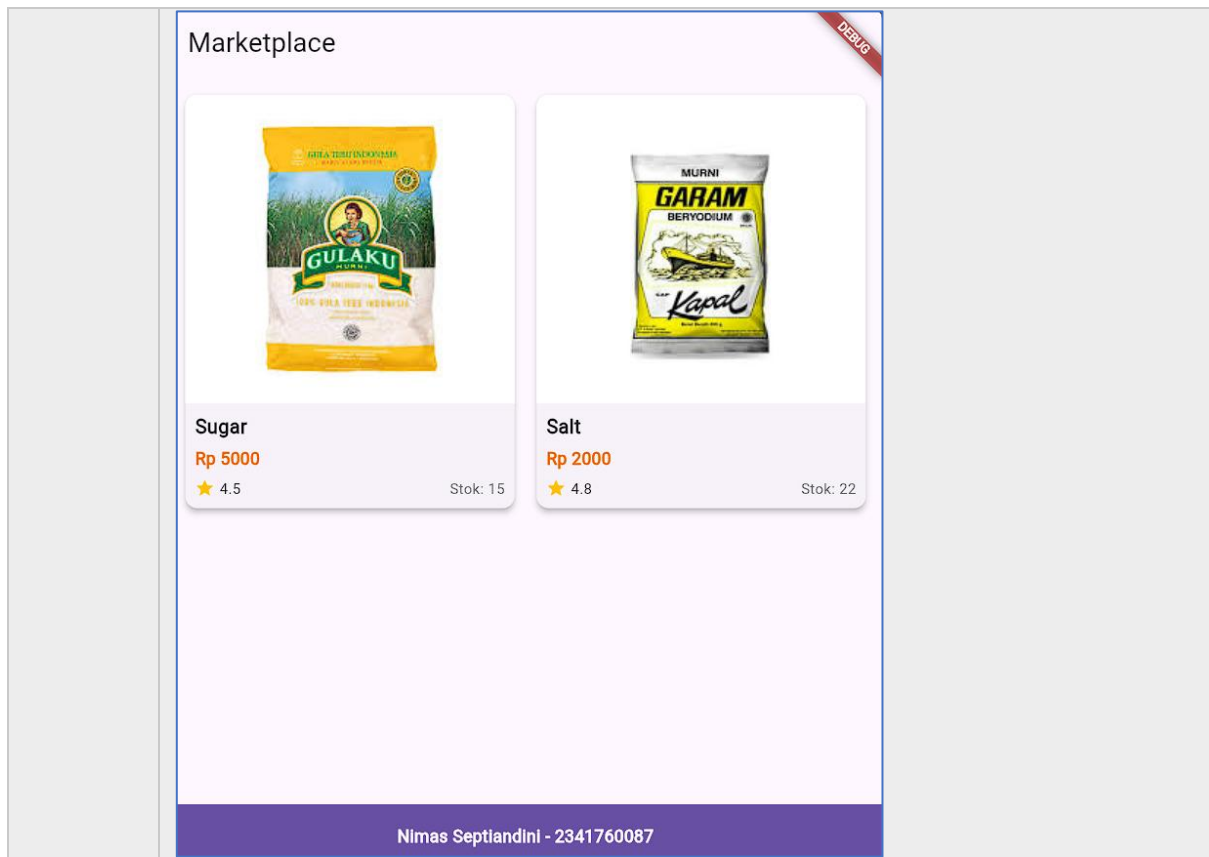 Marketplace
DEBUG
GULA TEBU INDONESIA
GULAKU
MURNI
100% GULA TEBU INDONESIA
MURNI
GARAM
BERYODIUM
CAP
Kapal
Sugar
Rp 5000
4.5
Stok: 15
Salt
Rp 2000
4.8
Stok: 22
Nimas Septiandini - 2341760087